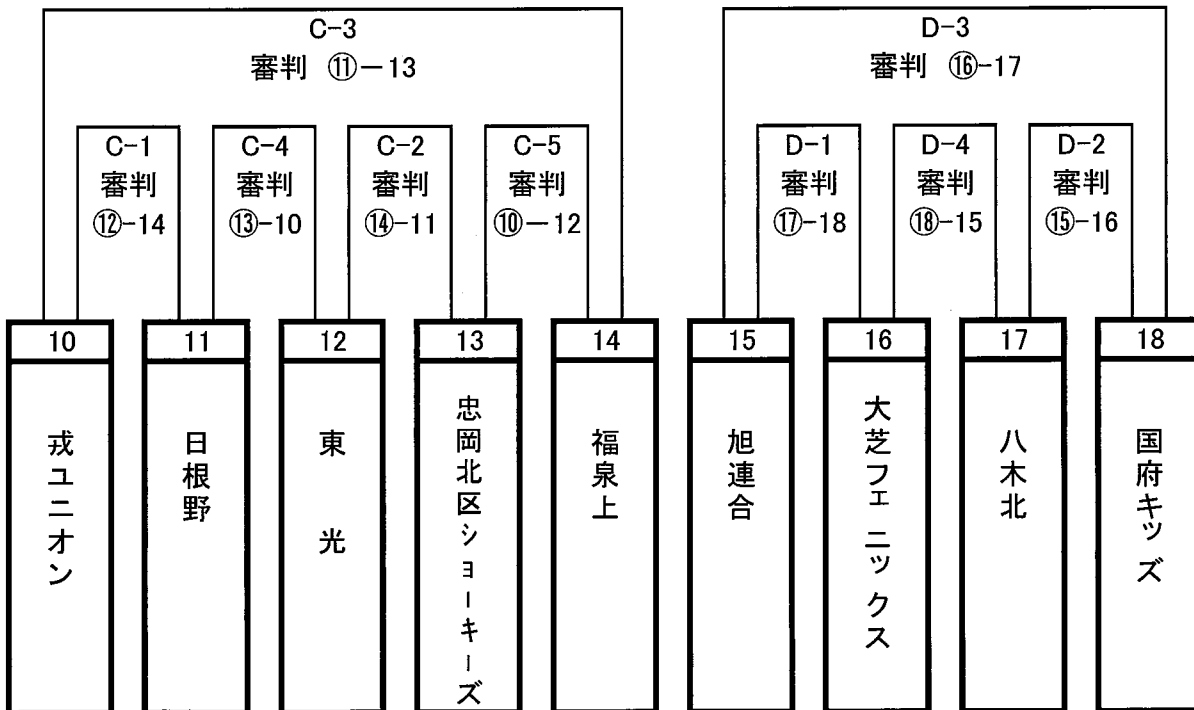 C-3
審判 ⑪－13
D-3
審判 ⑯-17
C-1
審判
⑫-14
C-4
審判
⑬-10
C-2
審判
⑭-11
C-5
審判
⑩－12
D-1
審判
⑰-18
D-4
審判
⑱-15
D-2
審判
⑮-16
10
戎ユニオン
11
日根野
12
東光
13
忠岡北区ショーキーズ
14
福泉上
15
旭連合
16
大芝フェニックス
17
八木北
18
国府キッズ